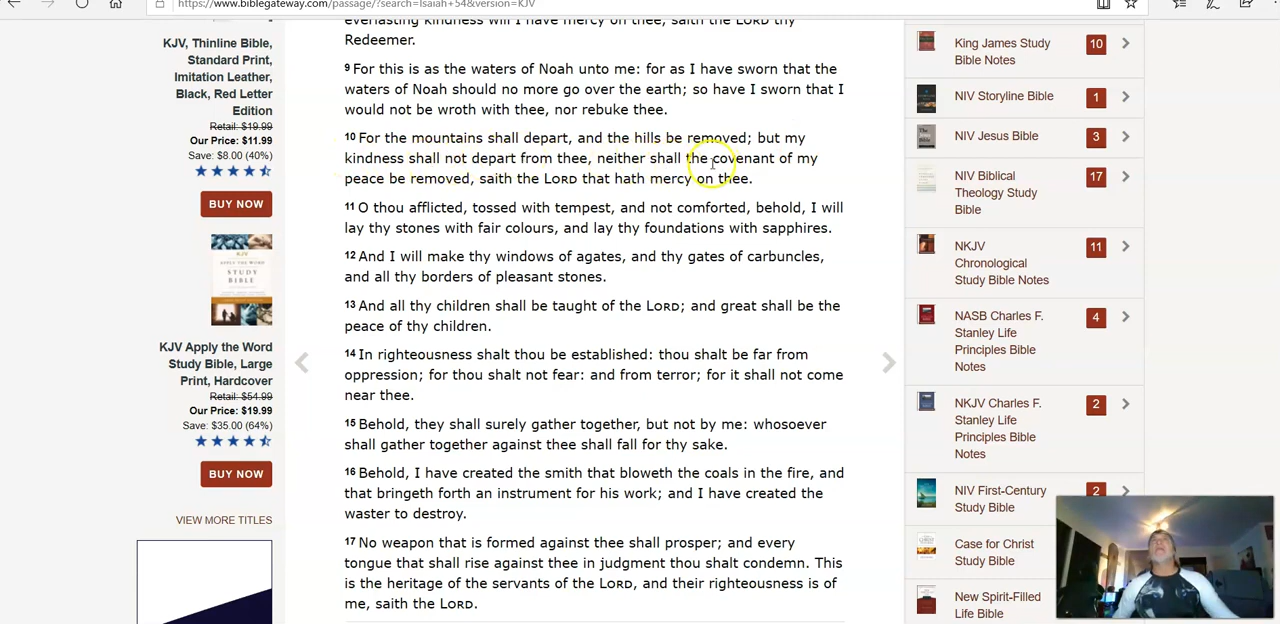 https://www.biblegateway.com/passage/?search=Isaiah+54&version=KJV
KJV, Thinline Bible,
Standard Print,
Imitation Leather,
Black, Red Letter
Edition
Retail: $19.99
Our Price: $11.99
Save: $8.00 (40%)
BUY NOW
KJV
APPLY THE WORD
STUDY
BIBLE
KJV Apply the Word
Study Bible, Large
Print, Hardcover
Retail: $54.99
Our Price: $19.99
Save: $35.00 (64%)
BUY NOW
VIEW MORE TITLES
everlasting kindness will I have mercy on thee, saith the LORD thy
Redeemer.
9 For this is as the waters of Noah unto me: for as I have sworn that the
waters of Noah should no more go over the earth; so have I sworn that I
would not be wroth with thee, nor rebuke thee.
10 For the mountains shall depart, and the hills be removed; but my
kindness shall not depart from thee, neither shall the covenant of my
peace be removed, saith the LORD that hath mercy on thee.
11 O thou afflicted, tossed with tempest, and not comforted, behold, I will
lay thy stones with fair colours, and lay thy foundations with sapphires.
12 And I will make thy windows of agates, and thy gates of carbuncles,
and all thy borders of pleasant stones.
13 And all thy children shall be taught of the LORD; and great shall be the
peace of thy children.
14 In righteousness shalt thou be established: thou shalt be far from
oppression; for thou shalt not fear: and from terror; for it shall not come
near thee.
15 Behold, they shall surely gather together, but not by me: whosoever
shall gather together against thee shall fall for thy sake.
16 Behold, I have created the smith that bloweth the coals in the fire, and
that bringeth forth an instrument for his work; and I have created the
waster to destroy.
17 No weapon that is formed against thee shall prosper; and every
tongue that shall rise against thee in judgment thou shalt condemn. This
is the heritage of the servants of the LORD, and their righteousness is of
me, saith the LORD.
King James Study
Bible Notes
10
NIV Storyline Bible
1
NIV Jesus Bible
3
NIV Biblical
Theology Study
Bible
17
NKJV
Chronological
Study Bible Notes
11
NASB Charles F.
Stanley Life
Principles Bible
Notes
4
NKJV Charles F.
Stanley Life
Principles Bible
Notes
2
NIV First-Century
Study Bible
2
Case for Christ
Study Bible
New Spirit-Filled
Life Bible